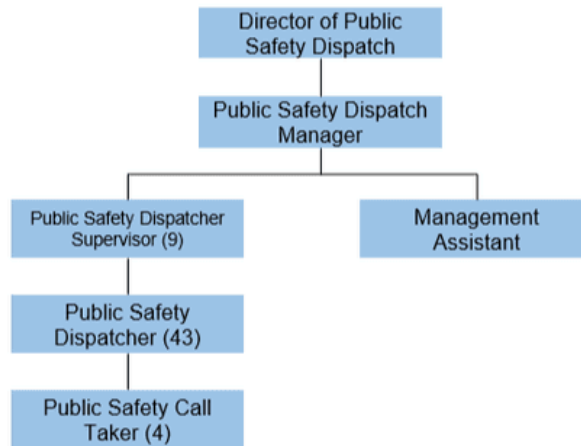 Director of Public
Safety Dispatch
Public Safety Dispatch
Manager
Public Safety Dispatcher
Supervisor (9)
Management
Assistant
Public Safety
Dispatcher (43)
Public Safety Call
Taker (4)